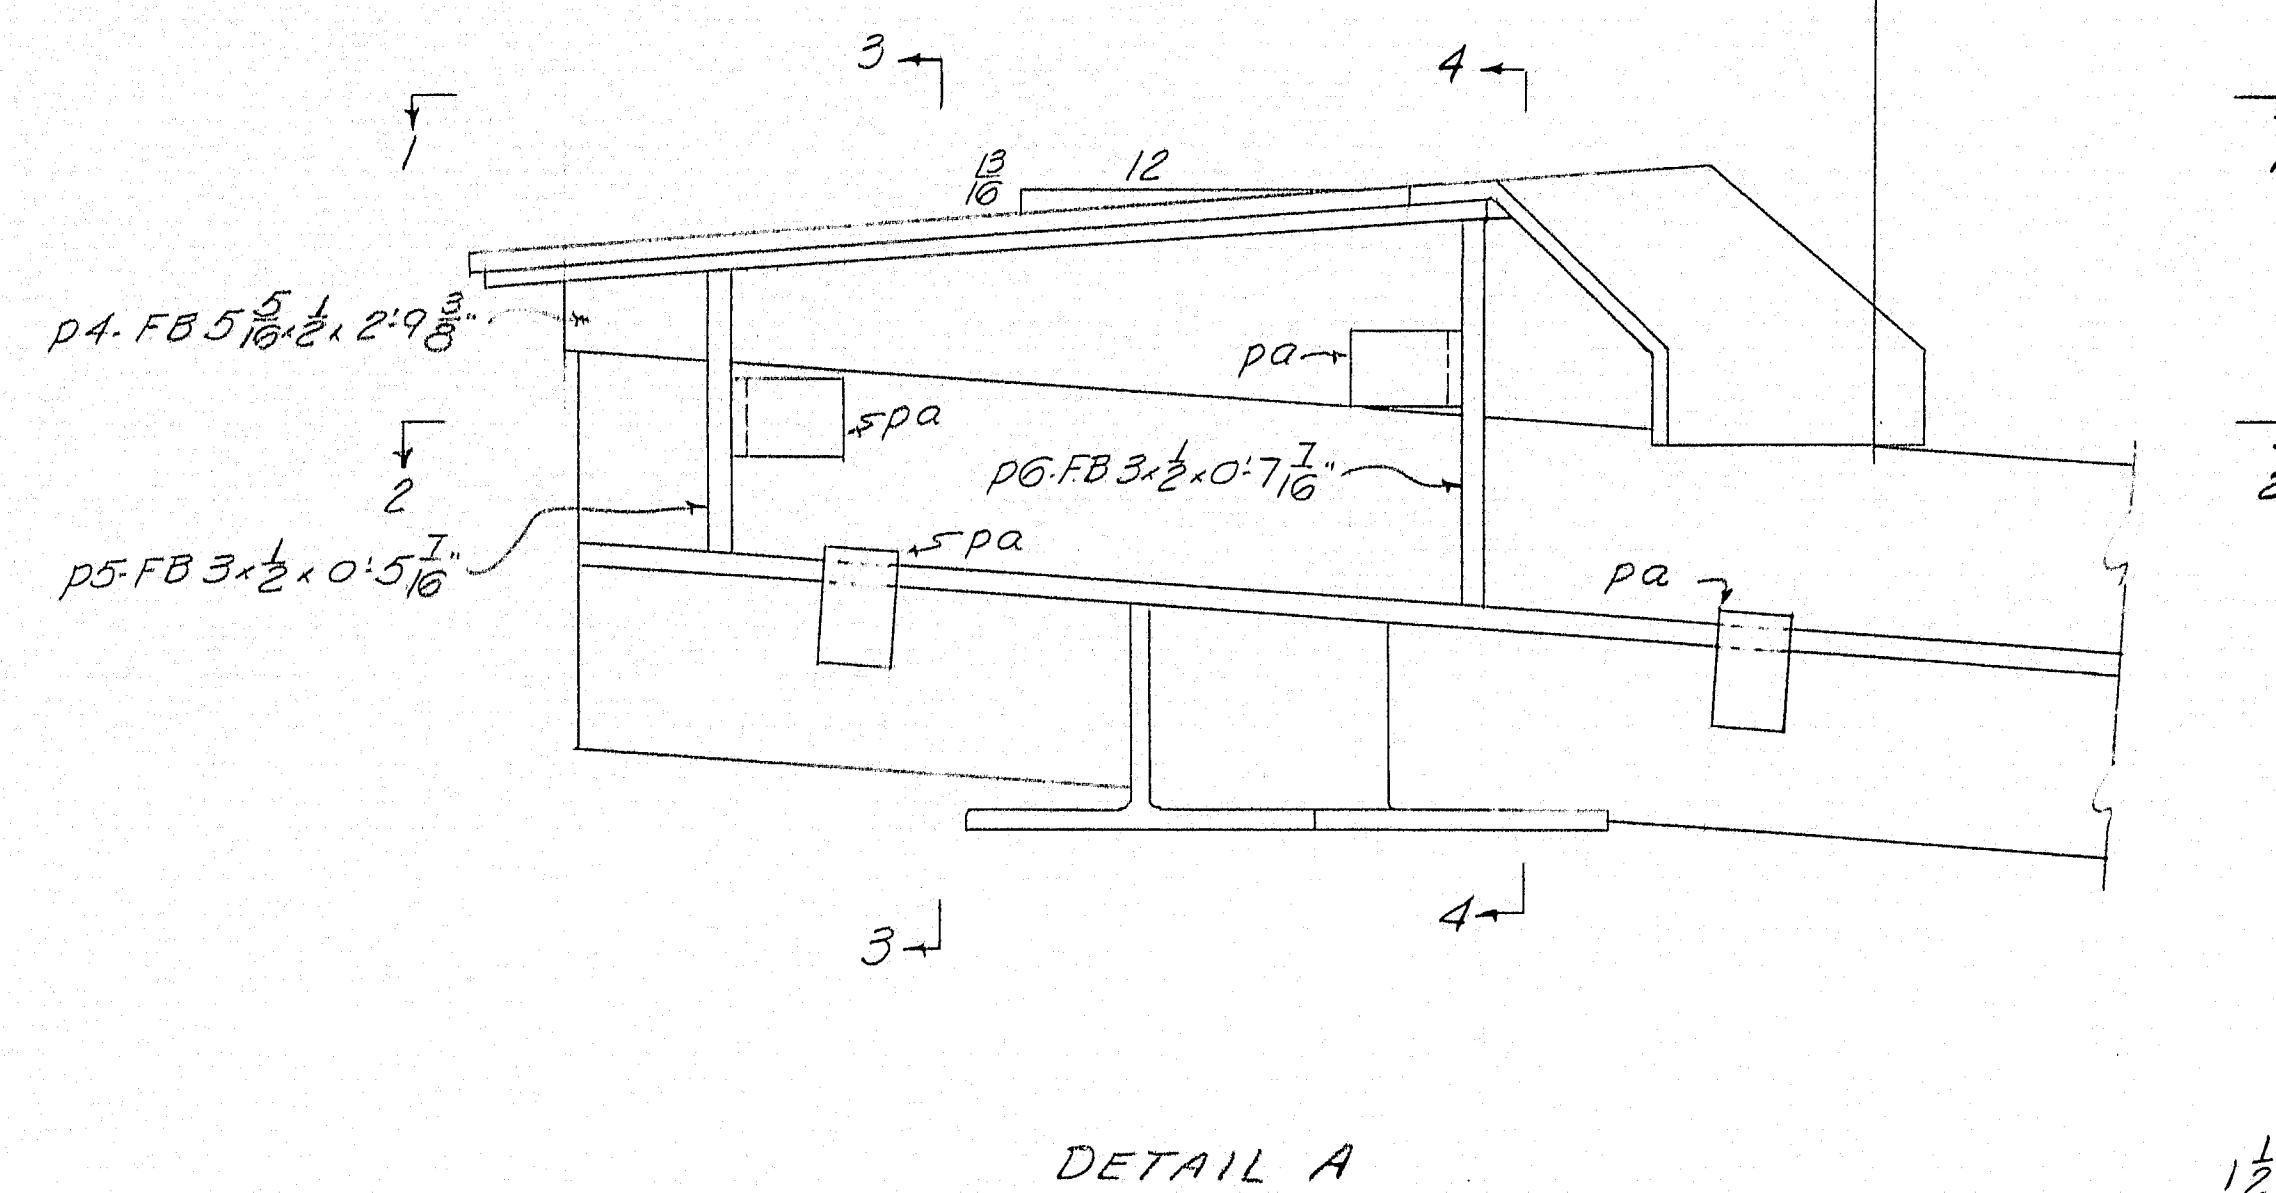 3
4
1
13/16 12
p4- FB 5 5/16 x 1/2 x 2'-9 3/8"
pa
pa
2
p6-FB 3 x 1/2 x 0'-7 7/16"
pa
p5-FB 3 x 1/2 x 0'-5 7/16"
pa
4
3
DETAIL A
1 1/2